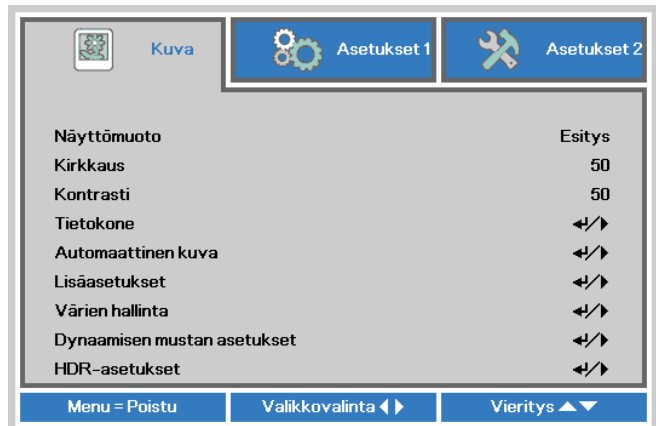 Kuva
Asetukset 1
Asetukset 2
Näyttömuoto Esitys
Kirkkaus 50
Kontrasti 50
Tietokone ↵/▶
Automaattinen kuva ↵/▶
Lisäasetukset ↵/▶
Värien hallinta ↵/▶
Dynaamisen mustan asetukset ↵/▶
HDR-asetukset ↵/▶
Menu = Poistu
Valikkovalinta ◀ ▶
Vieritys ▲▼